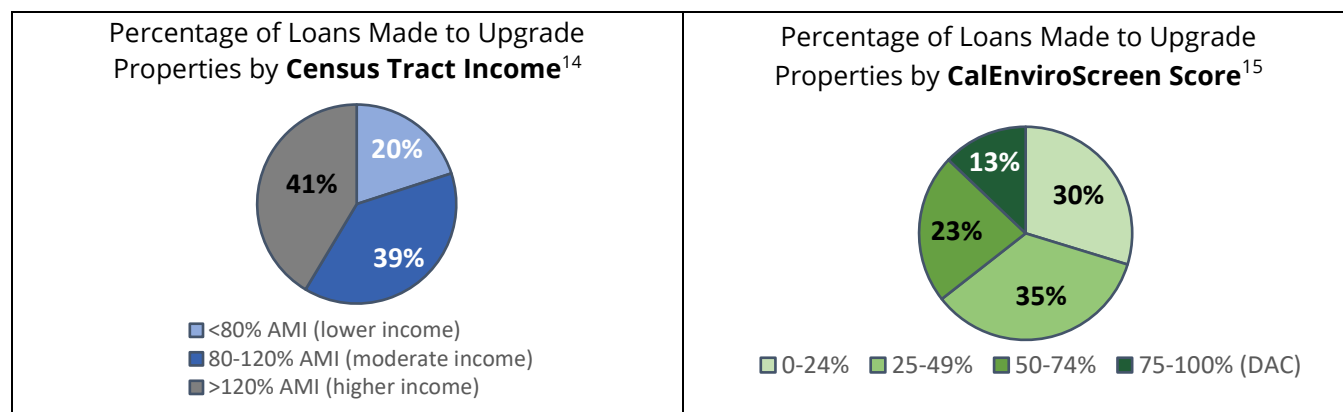 Percentage of Loans Made to Upgrade
Properties by Census Tract Income14
20%
41%
39%
<80% AMI (lower income)
80-120% AMI (moderate income)
>120% AMI (higher income)
Percentage of Loans Made to Upgrade
Properties by CalEnviroScreen Score15
13%
30%
23%
35%
0-24% 25-49% 50-74% 75-100% (DAC)